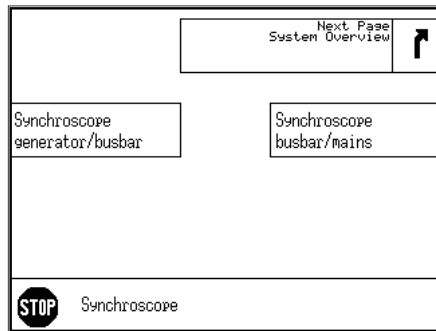 Next Page
System Overview
Synchroscope
generator/busbar
Synchroscope
busbar/mains
STOP
Synchroscope